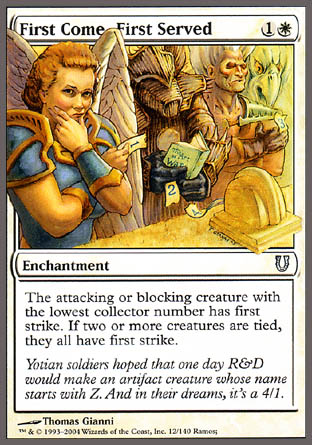 First Come, First Served 1
2
Enchantment
The attacking or blocking creature with
the lowest collector number has first
strike. If two or more creatures are tied,
they all have first strike.
Yotian soldiers hoped that one day R&D
would make an artifact creature whose
name starts with Z. And in their dreams, it's a 4/1.
Thomas Gianni
™ & © 1993-2004 Wizards of the Coast, Inc. 12/140 Ramos;